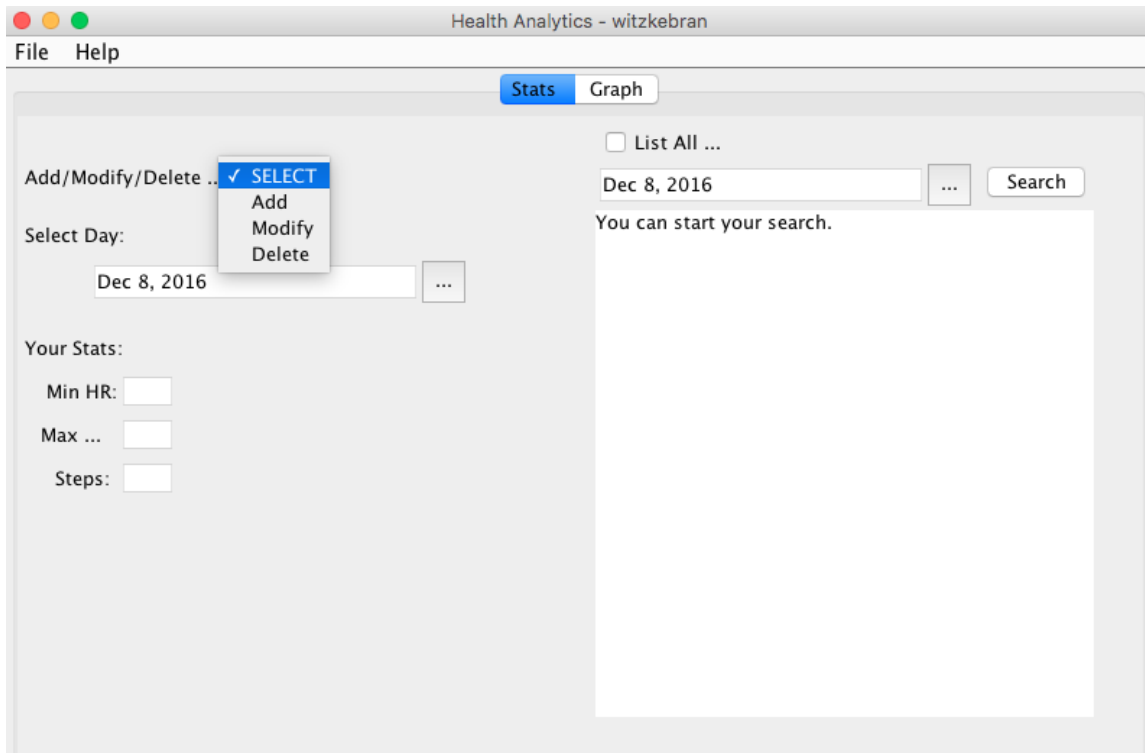 Health Analytics - witzkebran
File Help
Stats Graph
Add/Modify/Delete ..
✓ SELECT
Add
Modify
Delete
Select Day:
Dec 8, 2016 ...
Your Stats:
Min HR:
Max ...
Steps:
List All ...
Dec 8, 2016 ... Search
You can start your search.